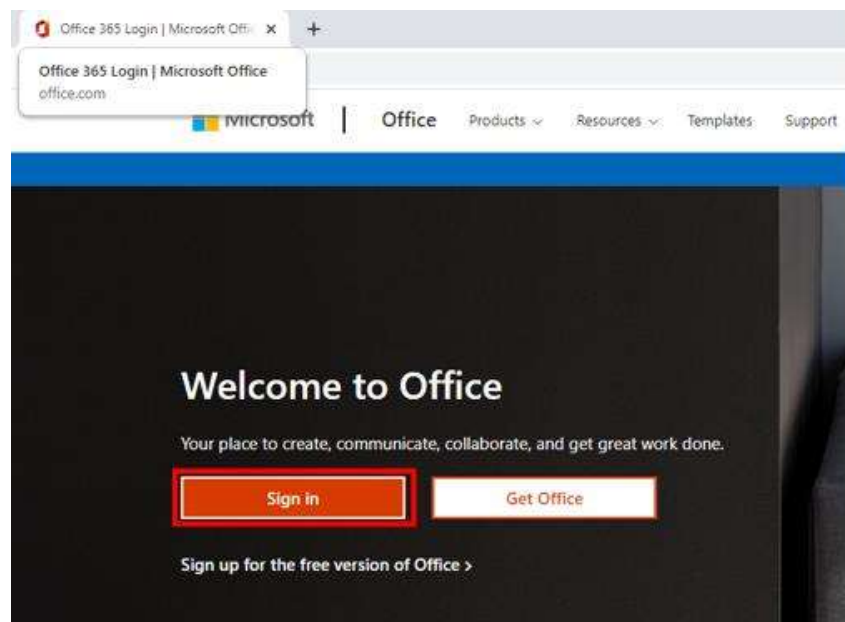 Office 365 Login | Microsoft Offi
Office 365 Login | Microsoft Office
office.com
Microsoft | Office Products Resources Templates Support
Welcome to Office
Your place to create, communicate, collaborate, and get great work done.
Sign in Get Office
Sign up for the free version of Office >